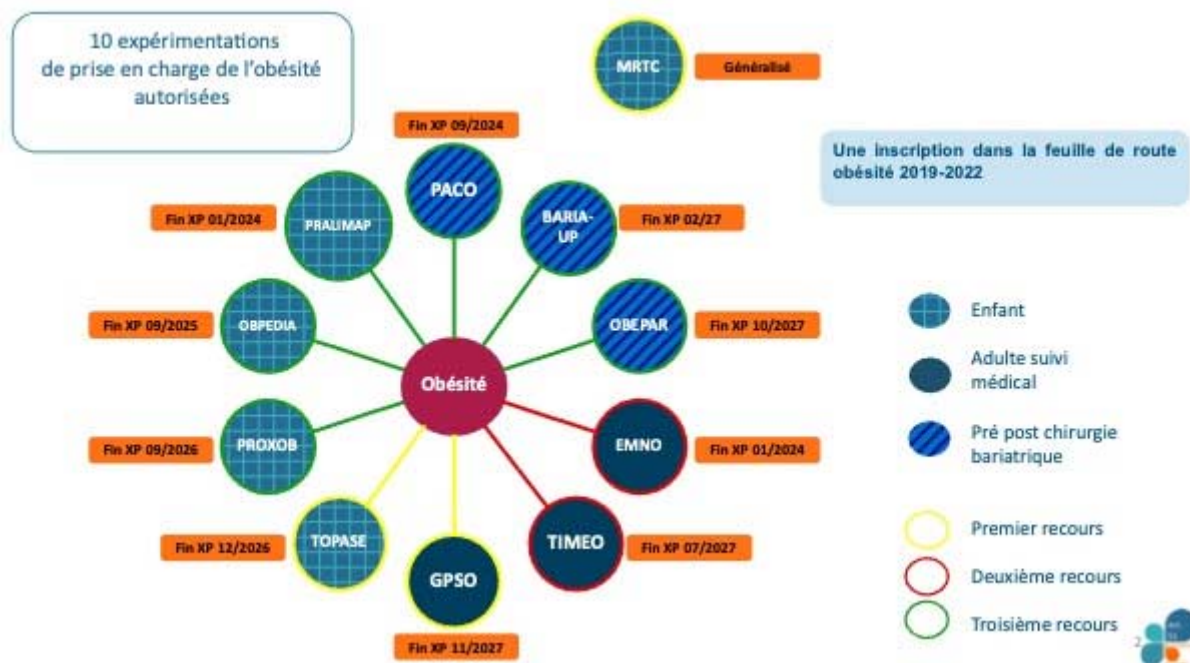 10 expérimentations
de prise en charge de l'obésité
autorisées
MRTC
Généralisé
Une inscription dans la feuille de route
obésité 2019-2022
Fin XP 09/2024
PACO
Fin XP 01/2024
PRALIMAP
BARIA-
UP
Fin XP 02/27
Fin XP 09/2025
OBPEDIA
OBEPAR
Fin XP 10/2027
Obésité
Fin XP 09/2026
PROXOB
EMNO
Fin XP 01/2024
Fin XP 12/2026
TOPASE
GPSO
Fin XP 11/2027
TIMEO
Fin XP 07/2027
Enfant
Adulte suivi
médical
Pré post chirurgie
bariatrique
Premier recours
Deuxième recours
Troisième recours
2